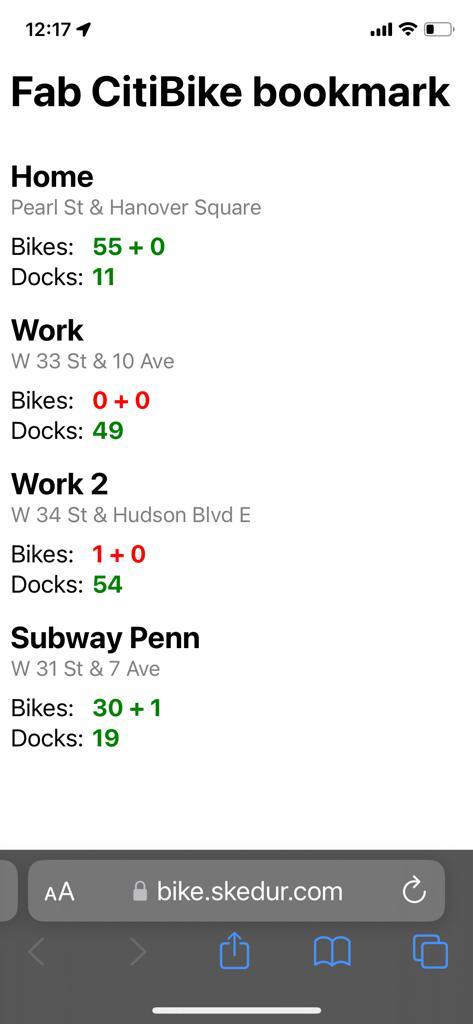 12:17
Fab CitiBike bookmark
Home
Pearl St & Hanover Square
Bikes: 55 + 0
Docks: 11
Work
W 33 St & 10 Ave
Bikes: 0 + 0
Docks: 49
Work 2
W 34 St & Hudson Blvd E
Bikes: 1 + 0
Docks: 54
Subway Penn
W 31 St & 7 Ave
Bikes: 30 + 1
Docks: 19
AA bike.skedur.com